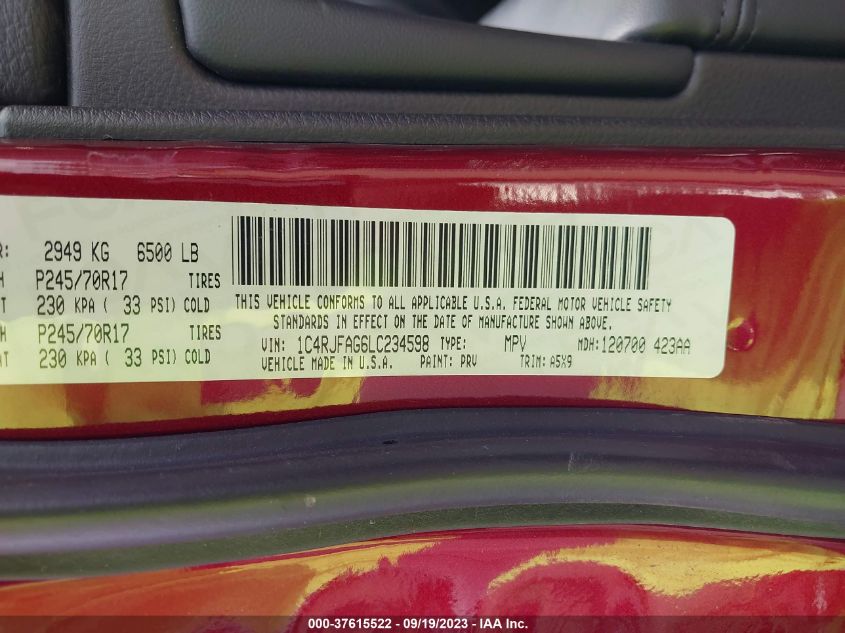 R: 2949 KG 6500 LB
H P245/70R17 TIRES
T 230 KPA ( 33 PSI) COLD
H P245/70R17 TIRES
AT 230 KPA ( 33 PSI) COLD
THIS VEHICLE CONFORMS TO ALL APPLICABLE U.S.A. FEDERAL MOTOR VEHICLE SAFETY
STANDARDS IN EFFECT ON THE DATE OF MANUFACTURE SHOWN ABOVE.
VIN: 1C4RJFAG6LC234598 TYPE: MPV MDH:120700 423AA
VEHICLE MADE IN U.S.A. PAINT: PRV TRIM: A5X9
000-37615522 - 09/19/2023 - IAA Inc.